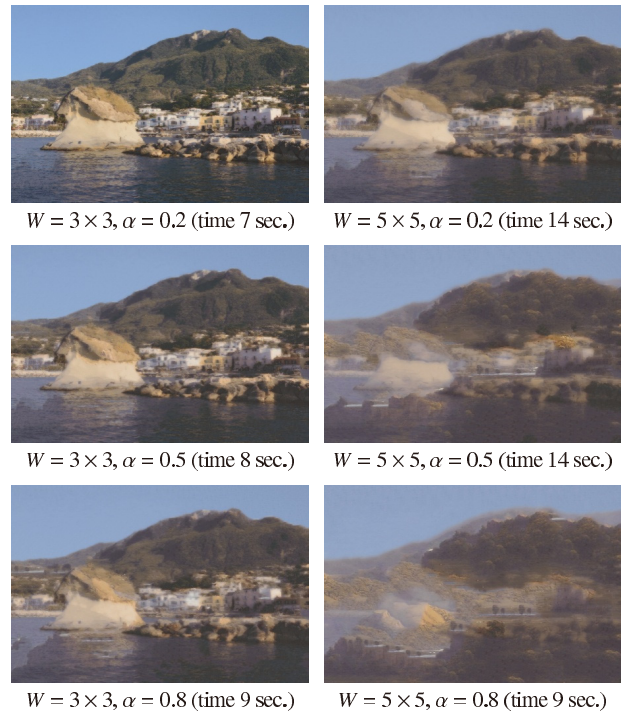 W = 3 × 3, α = 0.2 (time 7 sec.)
W = 5 × 5, α = 0.2 (time 14 sec.)
W = 3 × 3, α = 0.5 (time 8 sec.)
W = 5 × 5, α = 0.5 (time 14 sec.)
W = 3 × 3, α = 0.8 (time 9 sec.)
W = 5 × 5, α = 0.8 (time 9 sec.)